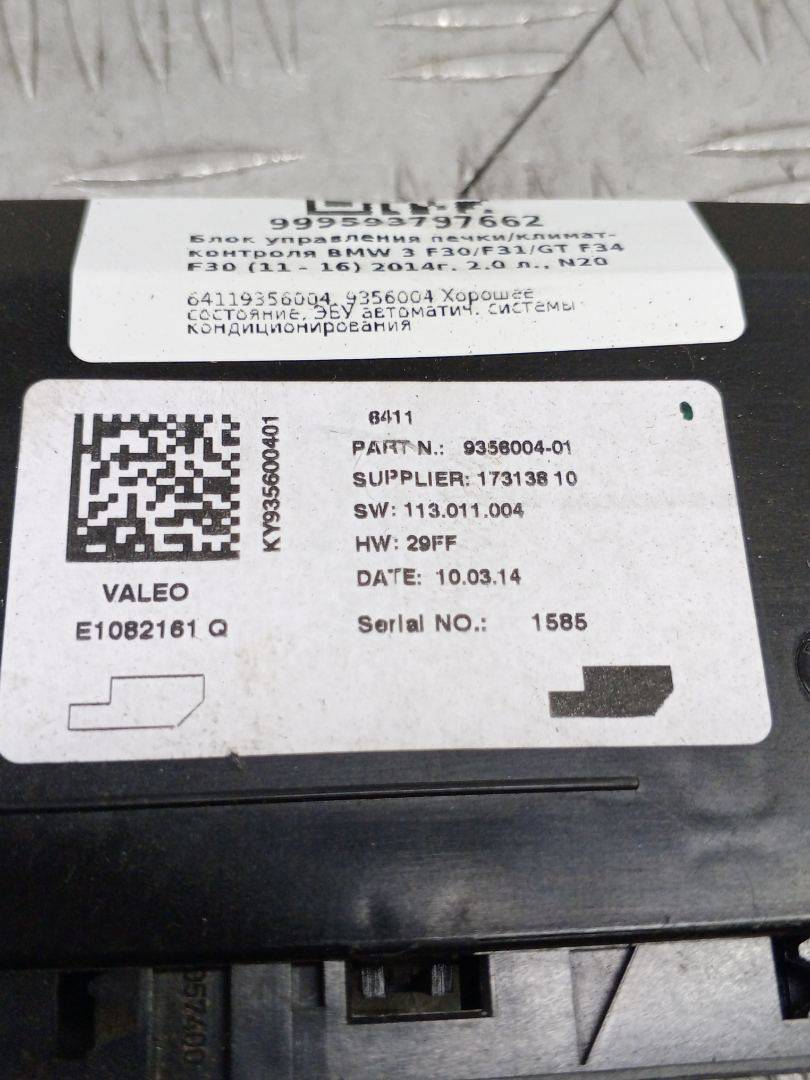 999593797662
Блок управления печки/климат-
контроля BMW 3 F30/F31/GT F34
F30 (11 - 16) 2014г. 2.0 л., N20
64119356004, 9356004 Хорошее
состояние, ЭБУ автоматич. системы
кондиционирования
KY935600401
6411
PART N.: 9356004-01
SUPPLIER: 173138 10
SW: 113.011.004
HW: 29FF
DATE: 10.03.14
Serial NO.: 1585
VALEO
E1082161 Q